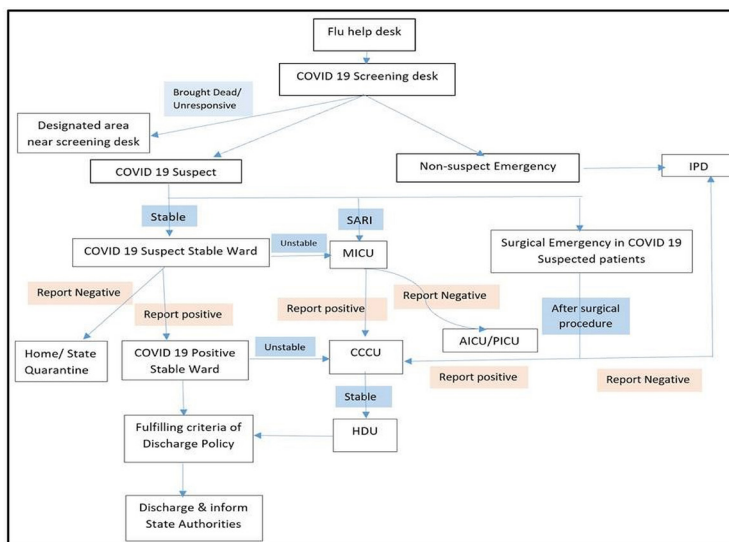 Flu help desk
COVID 19 Screening desk
Brought Dead/
Unresponsive
Designated area
near screening desk
COVID 19 Suspect
Non-suspect Emergency
IPD
Stable
SARI
COVID 19 Suspect Stable Ward
Unstable
MICU
Surgical Emergency in COVID 19
Suspected patients
Report Negative
Report positive
Report positive
Report Negative
After surgical
procedure
Home/ State
Quarantine
COVID 19 Positive
Stable Ward
Unstable
CCCU
AICU/PICU
Report positive
Report Negative
Stable
Fulfilling criteria of
Discharge Policy
HDU
Discharge & inform
State Authorities